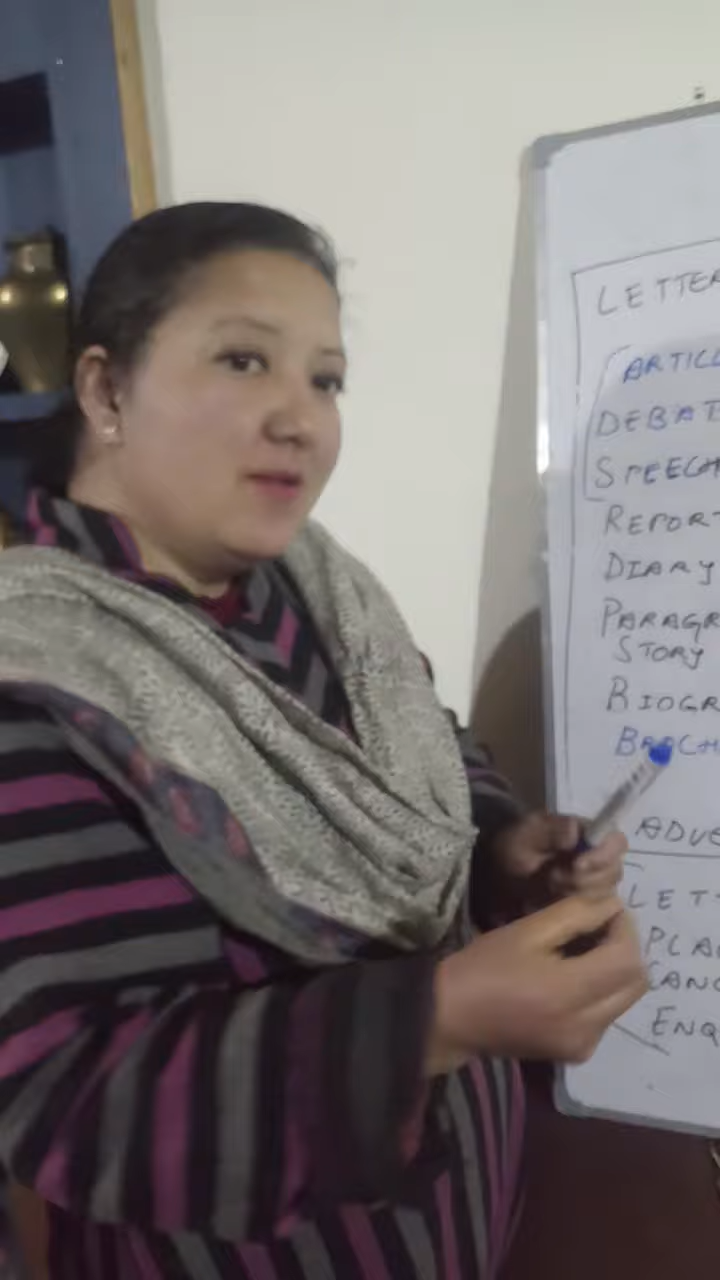 LETTER
ARTICL
DEBAT
SPEECH
REPORT
DIARY
PARAGR
STORY
BIOGR
BROCH
ADVE
LETT
PLA
CANC
ENQ